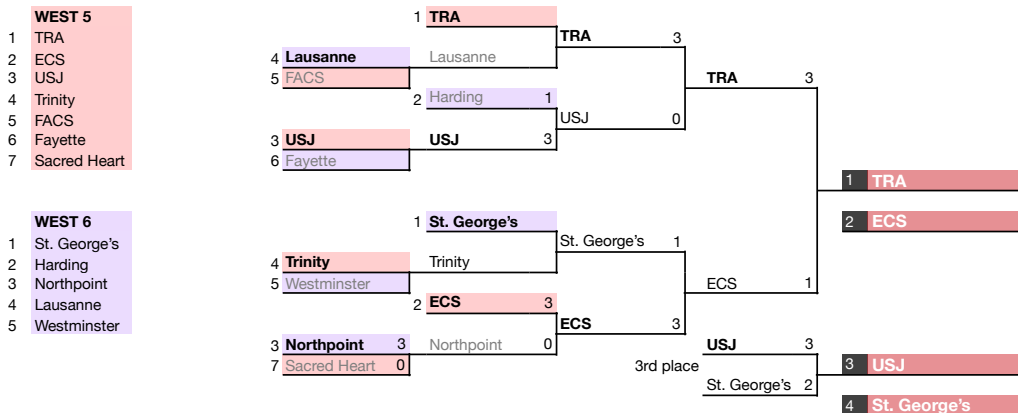 WEST 5
1 TRA
2 ECS
3 USJ
4 Trinity
5 FACS
6 Fayette
7 Sacred Heart
WEST 6
1 St. George's
2 Harding
3 Northpoint
4 Lausanne
5 Westminster
4 Lausanne
5 FACS
3 USJ
6 Fayette
4 Trinity
5 Westminster
3 Northpoint 3
7 Sacred Heart 0
1 TRA
Lausanne
2 Harding 1
USJ 3
1 St. George's
Trinity
2 ECS 3
Northpoint 0
TRA 3
USJ 0
St. George's 1
ECS 3
TRA 3
ECS 1
USJ 3
3rd place
St. George's 2
1 TRA
2 ECS
3 USJ
4 St. George's